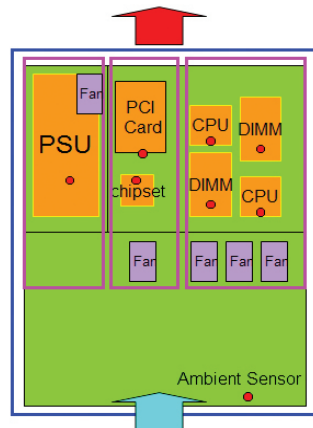 Fan
PSU
PCI
Card
chipset
CPU
DIMM
DIMM
CPU
Fan
Fan
Fan
Fan
Ambient Sensor